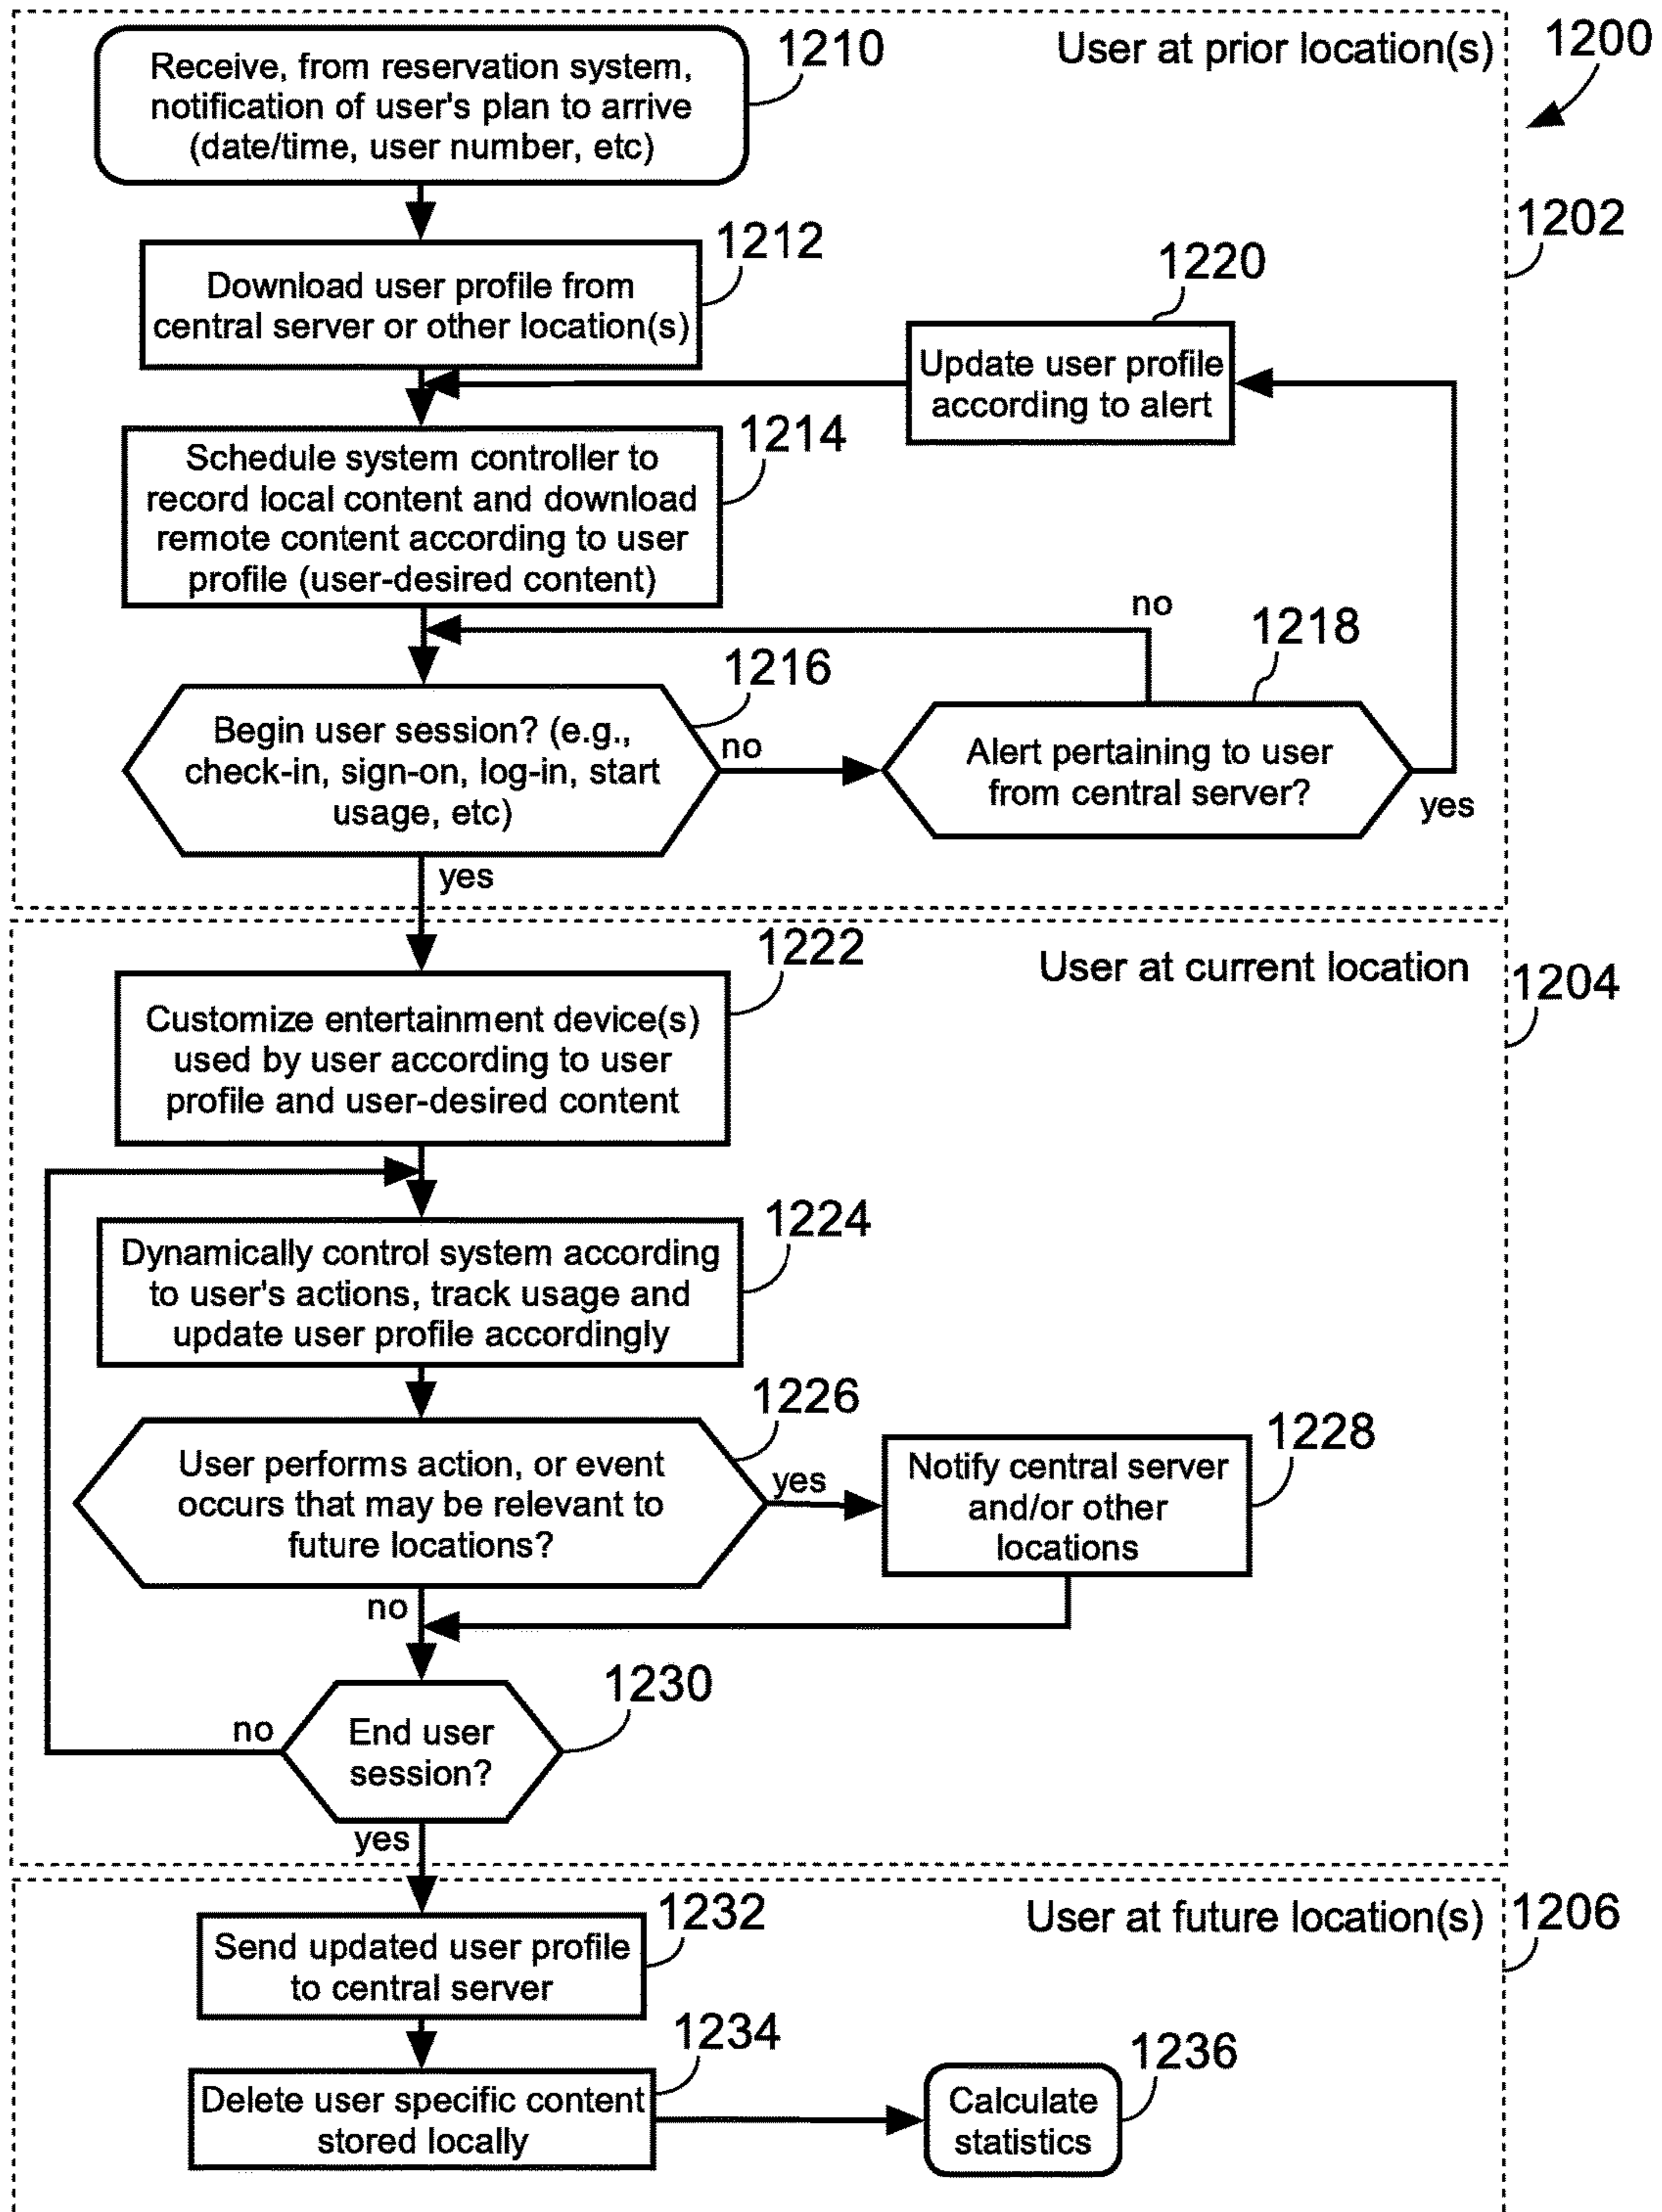 1200
User at prior location(s)
1202
1210
Receive, from reservation system,
notification of user's plan to arrive
(date/time, user number, etc)
1212
Download user profile from
central server or other location(s)
1220
Update user profile
according to alert
1214
Schedule system controller to
record local content and download
remote content according to user
profile (user-desired content)
no
1216
Begin user session? (e.g.,
check-in, sign-on, log-in, start
usage, etc)
no
1218
Alert pertaining to user
from central server?
yes
yes
User at current location
1204
1222
Customize entertainment device(s)
used by user according to user
profile and user-desired content
1224
Dynamically control system according
to user's actions, track usage and
update user profile accordingly
1226
User performs action, or event
occurs that may be relevant to
future locations?
yes
1228
Notify central server
and/or other
locations
no
1230
End user
session?
no
yes
User at future location(s)
1206
1232
Send updated user profile
to central server
1234
Delete user specific content
stored locally
1236
Calculate
statistics